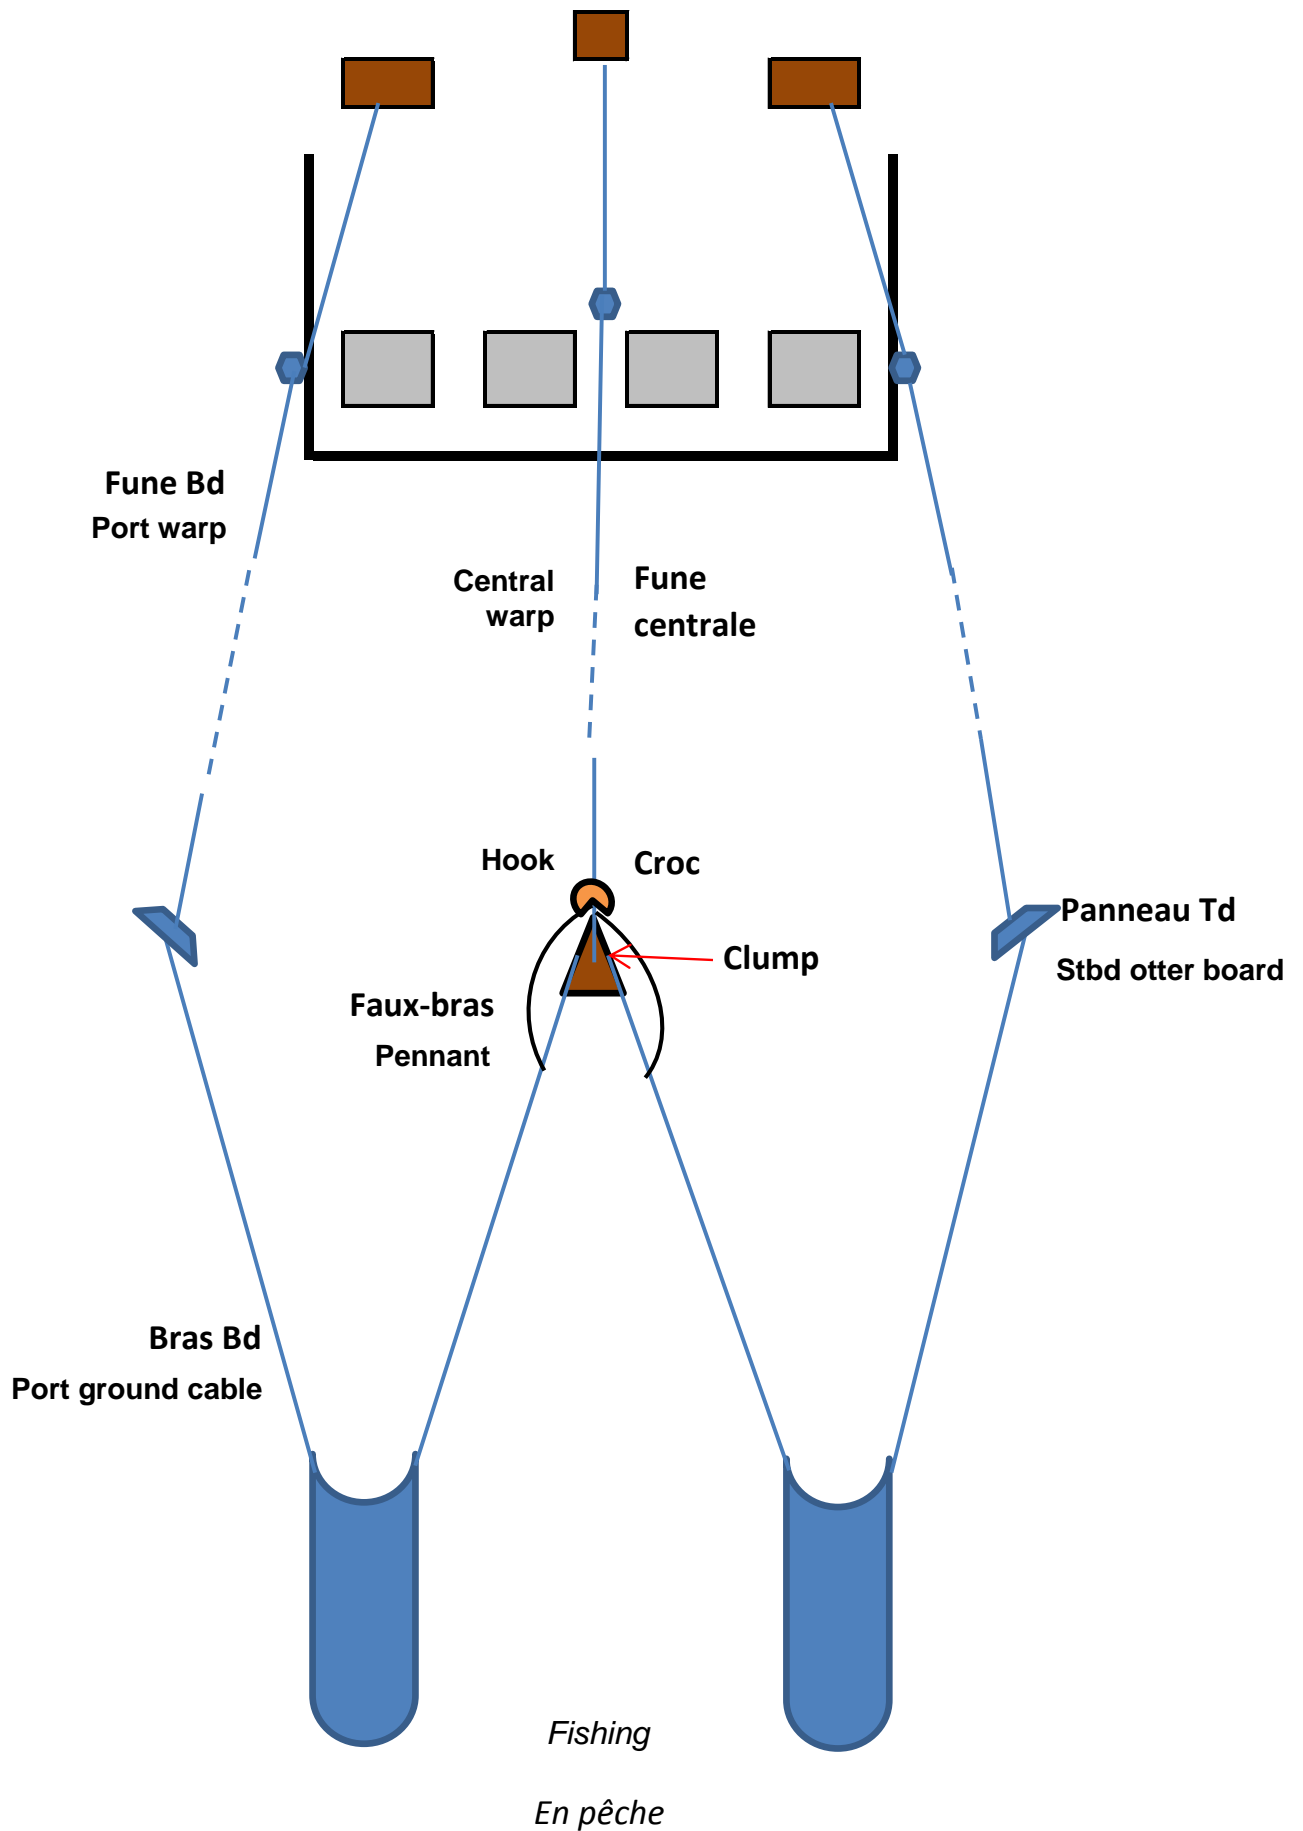 Fune Bd
Port warp
Central
warp
Fune
centrale
Hook
Croc
Panneau Td
Stbd otter board
Clump
Faux-bras
Pennant
Bras Bd
Port ground cable
Fishing
En pêche